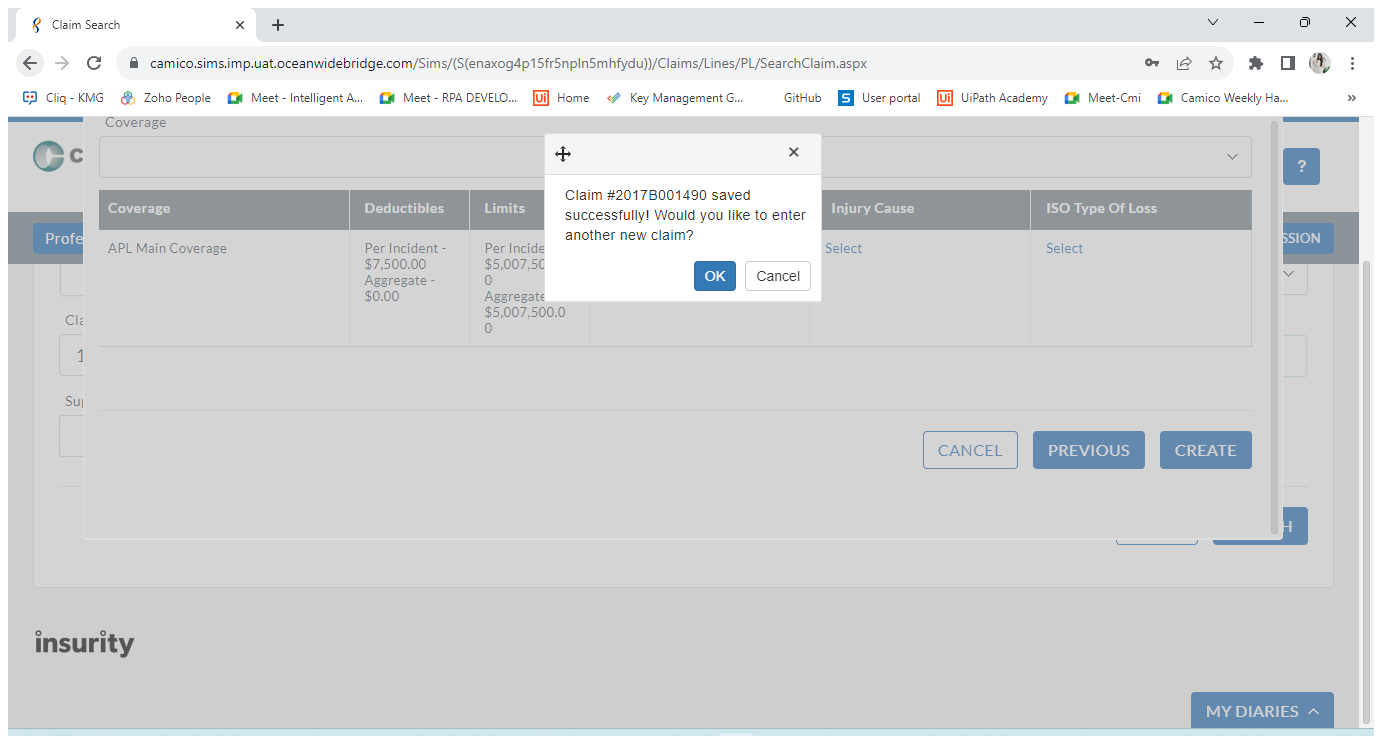 Claim Search
camico.sims.imp.uat.oceanwidebridge.com/Sims/(S(enaxog4p15fr5npln5mhfydu))/Claims/Lines/PL/SearchClaim.aspx
Cliq - KMG Zoho People Meet - Intelligent A... Meet - RPA DEVELO... Ui Home Key Management G... GitHub S User portal Ui UiPath Academy Meet-Cmi Camico Weekly Ha... »
Coverage
?
Claim #2017B001490 saved
successfully! Would you like to enter
another new claim?
OK Cancel
Coverage Deductibles Limits Injury Cause ISO Type Of Loss
Profe
SSION
APL Main Coverage
Per Incident -
$7,500.00
Aggregate -
$0.00
Per Incide
$5,007,50
0
Aggregate
$5,007,500.0
0
Select
Select
Cla
1
Su
CANCEL PREVIOUS CREATE
H
insurity
MY DIARIES